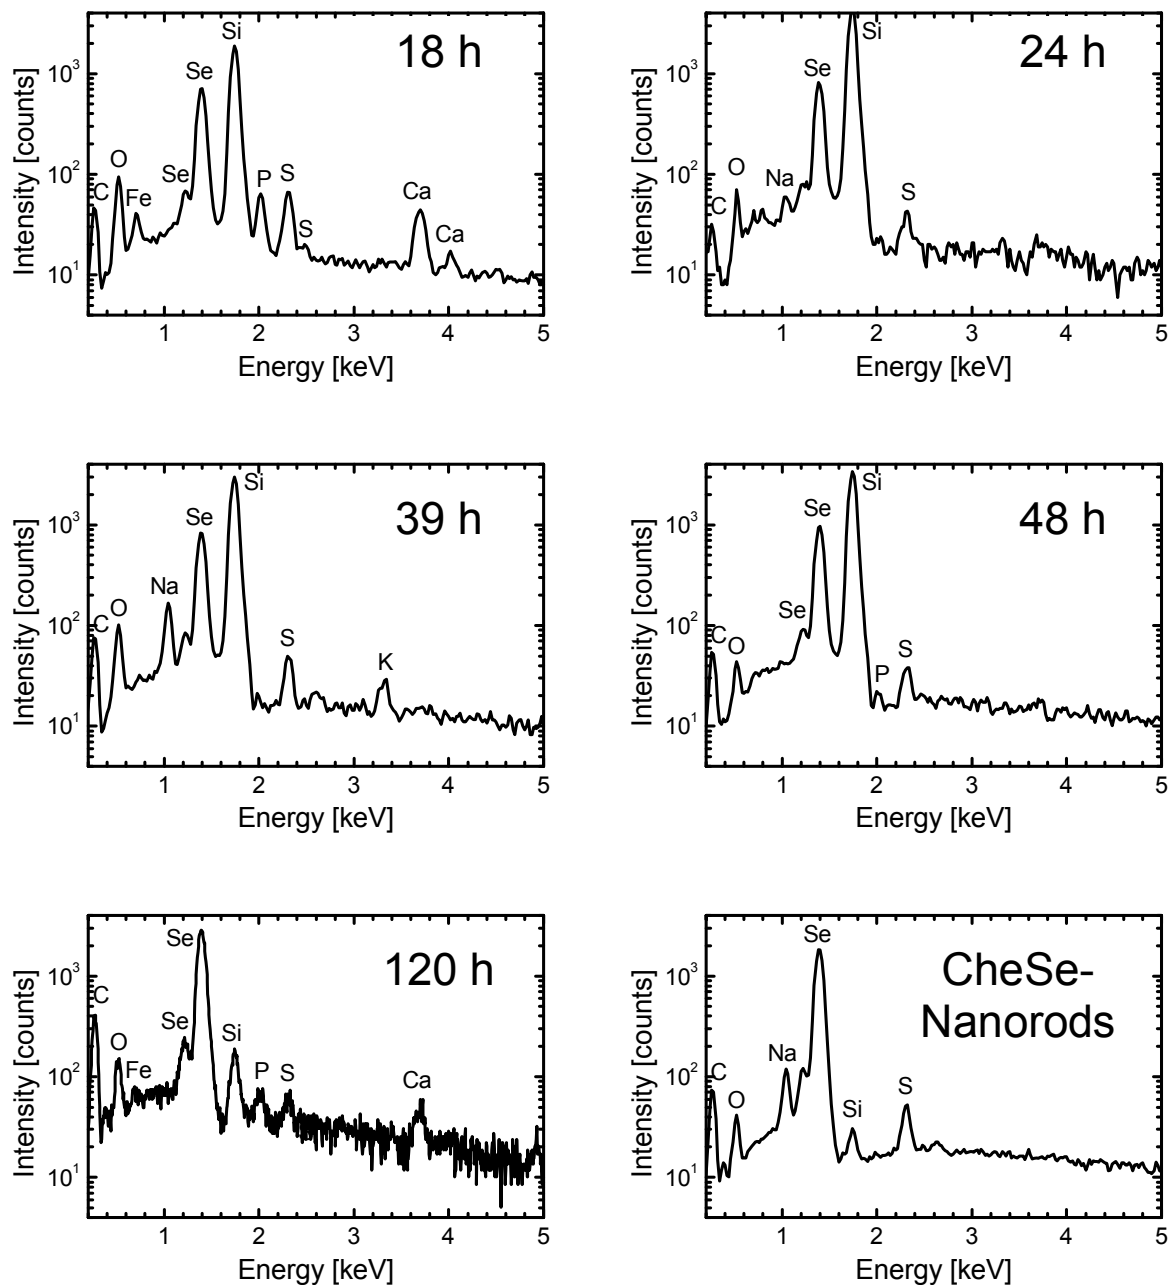 18 h
Intensity [counts]
10³
10²
10¹
C
O
Fe
Se
Se
Si
P
S
S
Ca
Ca
1 2 3 4 5
Energy [keV]
24 h
Intensity [counts]
10³
10²
10¹
C
O
Na
Se
Si
S
1 2 3 4 5
Energy [keV]
39 h
Intensity [counts]
10³
10²
10¹
C
O
Na
Se
Si
S
K
1 2 3 4 5
Energy [keV]
48 h
Intensity [counts]
10³
10²
10¹
C
O
Se
Se
Si
P
S
1 2 3 4 5
Energy [keV]
120 h
Intensity [counts]
10³
10²
10¹
C
O
Fe
Se
Se
Si
P
S
Ca
1 2 3 4 5
Energy [keV]
CheSe-
Nanorods
Intensity [counts]
10³
10²
10¹
C
O
Na
Se
Si
S
1 2 3 4 5
Energy [keV]